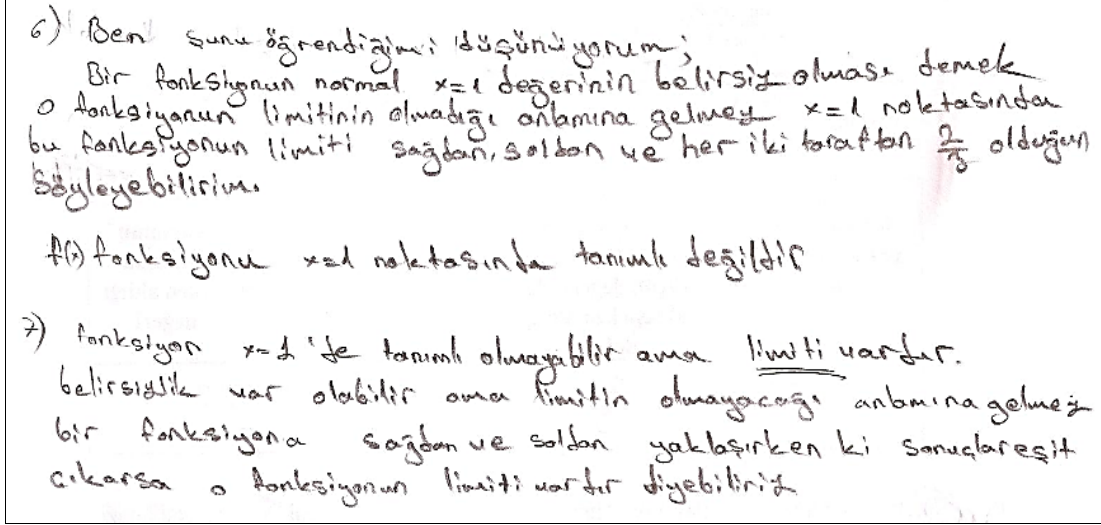 6) Ben şunu öğrendiğimi düşünüyorum;
Bir fonksiyonun normal x=1 değerinin belirsiz olması demek
o fonksiyonun limitinin olmadığı anlamına gelmez x=1 noktasında
bu fonksiyonun limiti sağdan, soldan ve her iki taraftan 2/3 olduğun
söyleyebilirim.
f(x) fonksiyonu x=1 noktasında tanımlı değildir
7) fonksiyon x=1 'de tanımlı olmayabilir ama limiti vardır.
belirsizlik var olabilir ama limitin olmayacağı anlamına gelmez
bir fonksiyona sağdan ve soldan yaklaşırken ki sonuçlar eşit
çıkarsa o fonksiyonun limiti vardır diyebiliriz